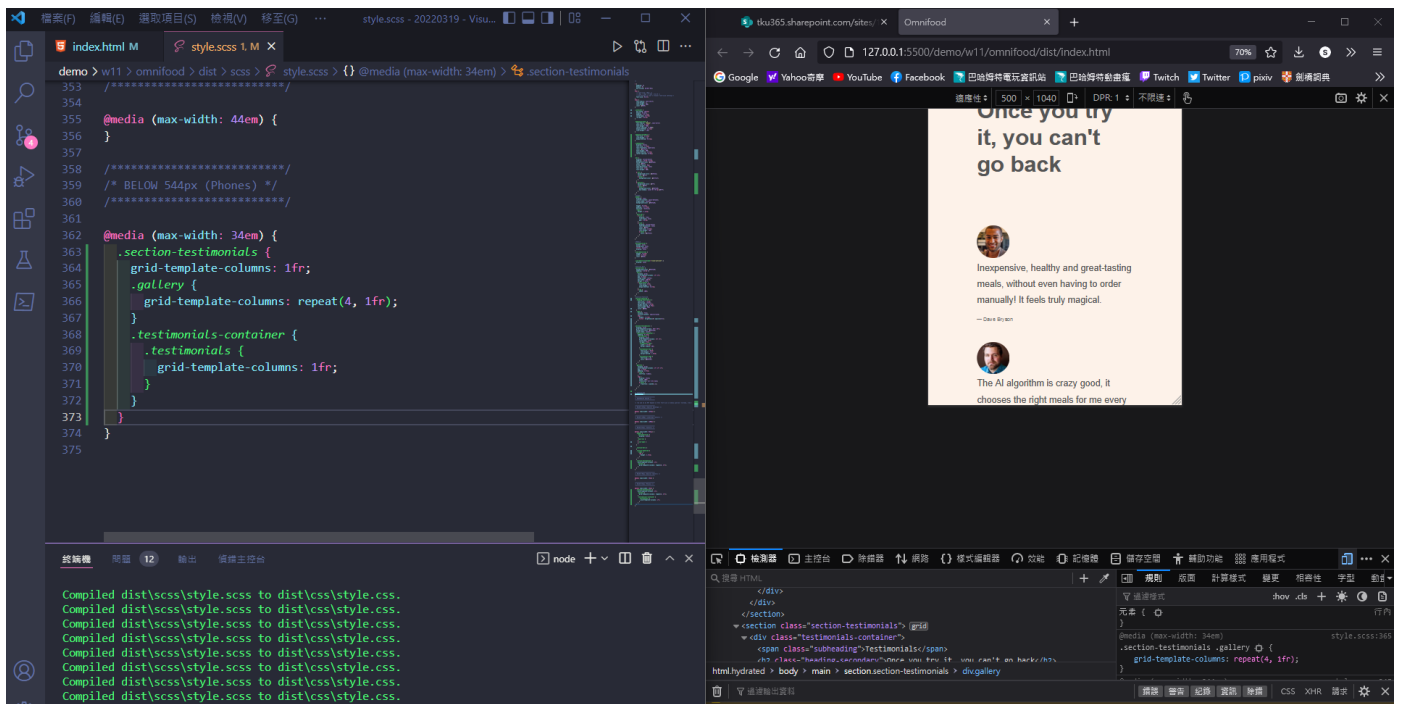 檔案(F) 編輯(E) 選取項目(S) 檢視(V) 移至(G) ··· style.scss - 20220319 - Visu...
index.html M style.scss 1, M
demo > w11 > omnifood > dist > scss > style.scss > {} @media (max-width: 34em) > .section-testimonials
353 /**************************/
354
355 @media (max-width: 44em) {
356 }
357
358 /**************************/
359 /* BELOW 544px (Phones) */
360 /**************************/
361
362 @media (max-width: 34em) {
363 .section-testimonials {
364 grid-template-columns: 1fr;
365 .gallery {
366 grid-template-columns: repeat(4, 1fr);
367 }
368 .testimonials-container {
369 .testimonials {
370 grid-template-columns: 1fr;
371 }
372 }
373 }
374 }
375
4
終端機 問題 12 輸出 偵錯主控台 node
Compiled dist\scss\style.scss to dist\css\style.css.
Compiled dist\scss\style.scss to dist\css\style.css.
Compiled dist\scss\style.scss to dist\css\style.css.
Compiled dist\scss\style.scss to dist\css\style.css.
Compiled dist\scss\style.scss to dist\css\style.css.
Compiled dist\scss\style.scss to dist\css\style.css.
Compiled dist\scss\style.scss to dist\css\style.css.
Compiled dist\scss\style.scss to dist\css\style.css.
tku365.sharepoint.com/sites/ Omnifood
127.0.0.1:5500/demo/w11/omnifood/dist/index.html 70%
Google Yahoo奇摩 YouTube Facebook 巴哈姆特電玩資訊站 巴哈姆特動畫瘋 Twitch Twitter pixiv 劍橋詞典
適應性 500 × 1040 DPR: 1 不限速
Once you try
it, you can't
go back
Inexpensive, healthy and great-tasting
meals, without even having to order
manually! It feels truly magical.
— Dave Bryson
The AI algorithm is crazy good, it
chooses the right meals for me every
檢測器 主控台 除錯器 網路 {} 樣式編輯器 效能 記憶體 儲存空間 輔助功能 應用程式
搜尋 HTML
</div>
</div>
</section>
<section class="section-testimonials"> grid
<div class="testimonials-container">
<span class="subheading">Testimonials</span>
<h2 class="heading-secondary">Once you try it, you can't go back</h2>
html.hydrated > body > main > section.section-testimonials > div.gallery
規則 版面 計算樣式 變更 相容性 字型
過濾樣式 :hov .cls
元素 { 行內
}
@media (max-width: 34em) style.scss:365
.section-testimonials .gallery {
grid-template-columns: repeat(4, 1fr);
}
過濾輸出資料 錯誤 警告 紀錄 資訊 除錯 CSS XHR 請求